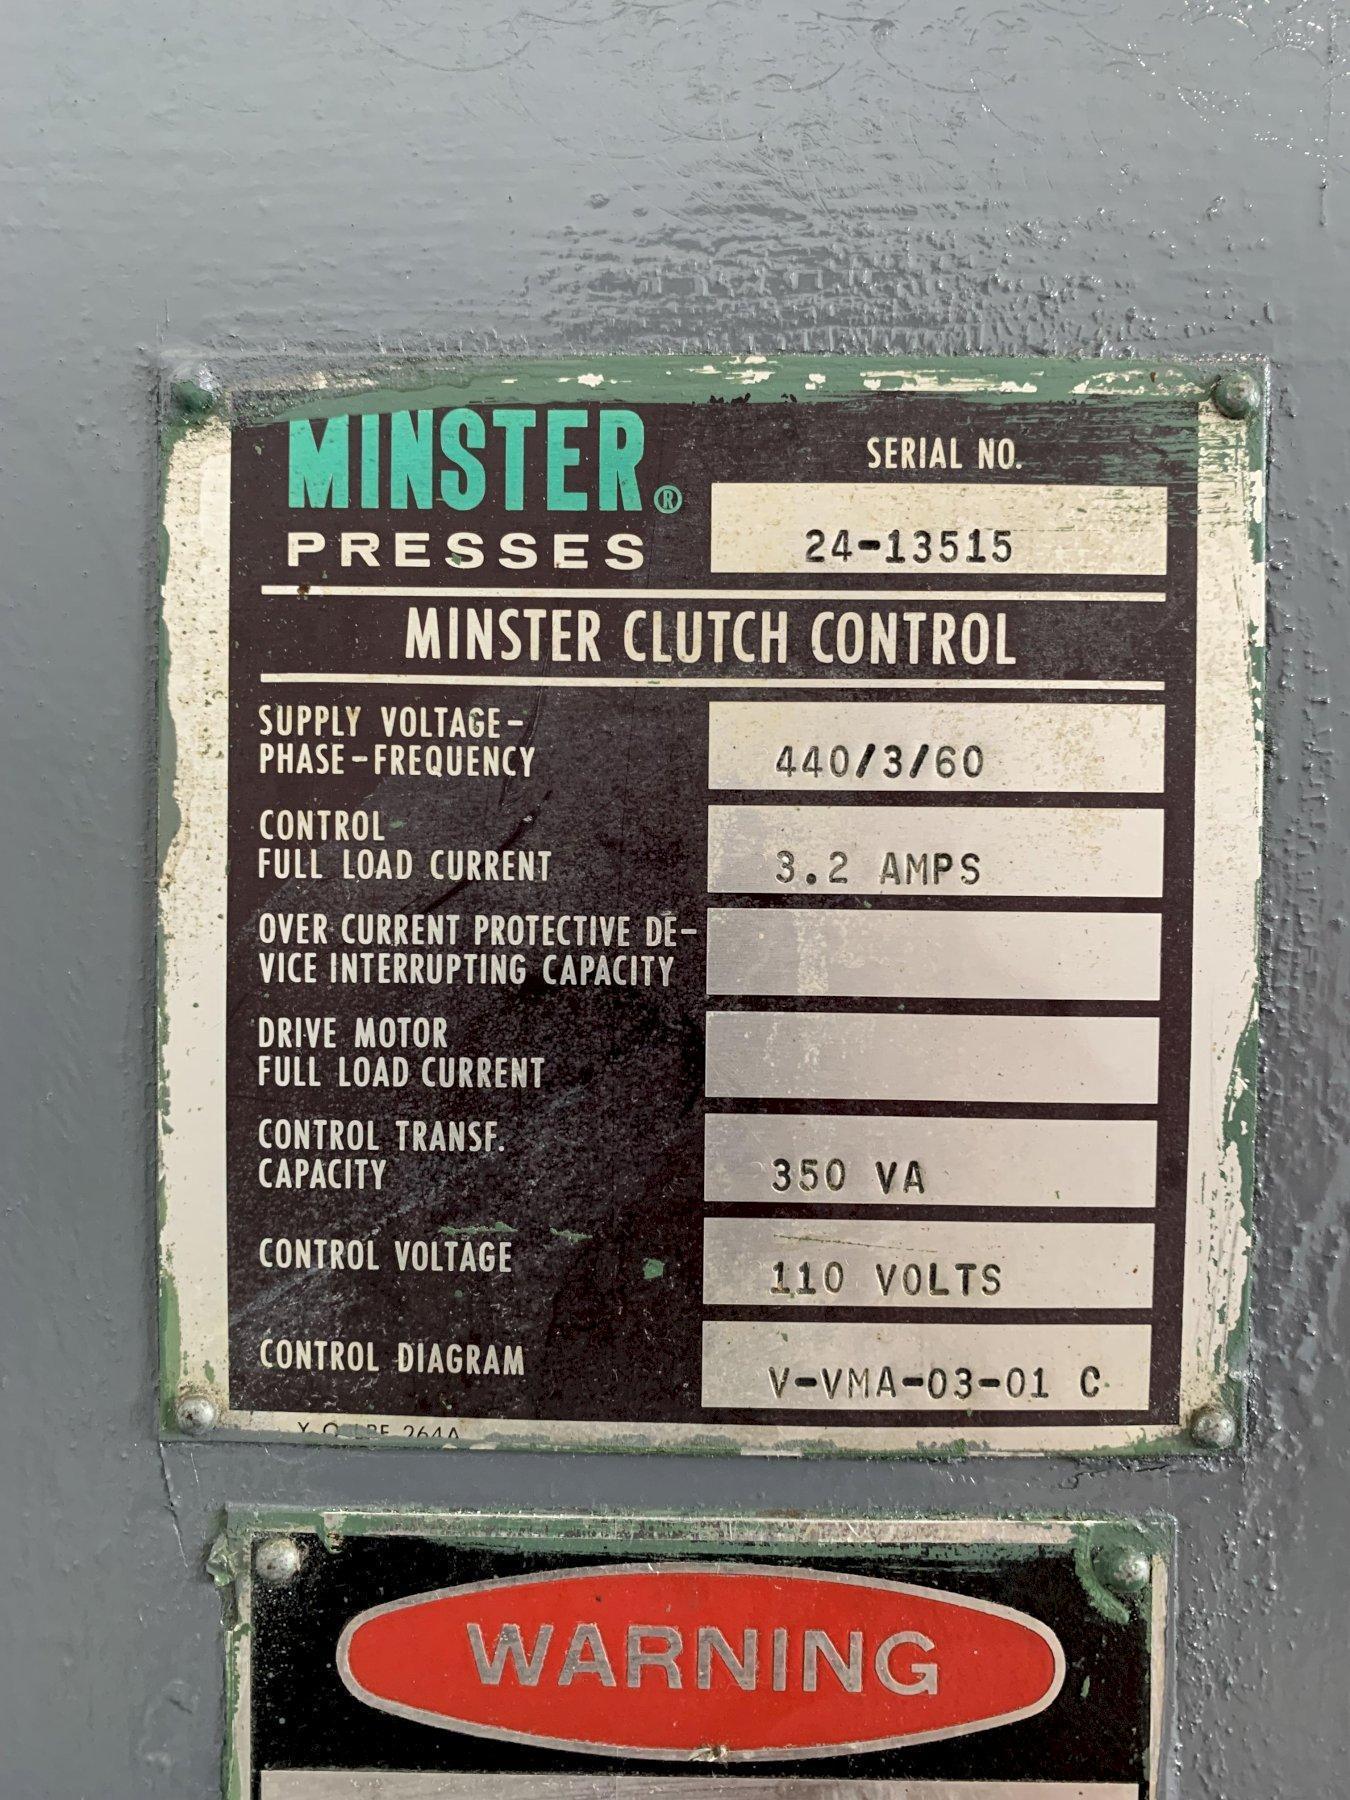 MINSTER®
PRESSES
SERIAL NO.
24-13515
MINSTER CLUTCH CONTROL
SUPPLY VOLTAGE-
PHASE-FREQUENCY
440/3/60
CONTROL
FULL LOAD CURRENT
3.2 AMPS
OVER CURRENT PROTECTIVE DE-
VICE INTERRUPTING CAPACITY
DRIVE MOTOR
FULL LOAD CURRENT
CONTROL TRANSF.
CAPACITY
350 VA
CONTROL VOLTAGE
110 VOLTS
CONTROL DIAGRAM
V-VMA-03-01 C
264A
WARNING